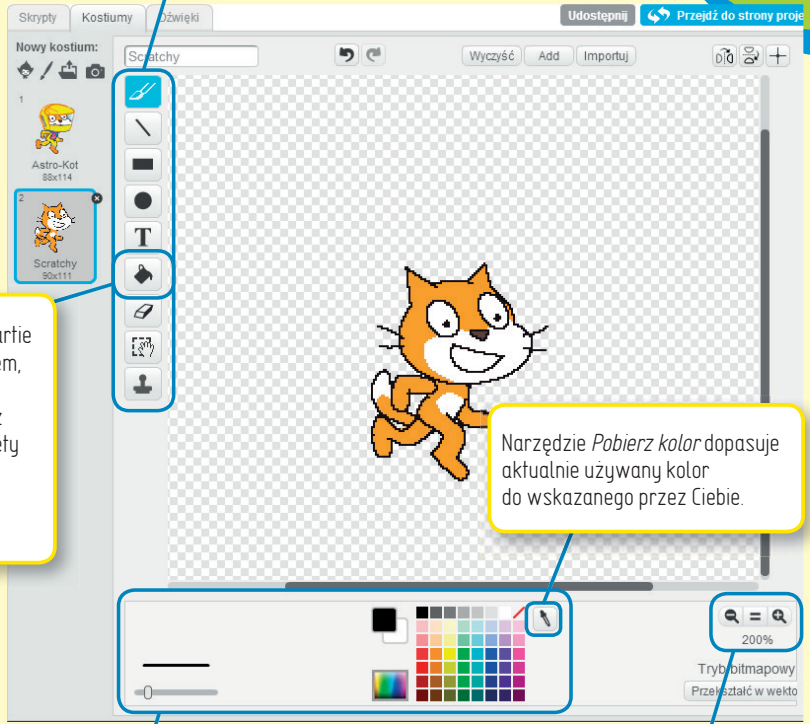 Skrypty Kostiumy Dźwięki
Udostępnij Przejdź do strony proje
Nowy kostium:
Scratchy
Wyczyść Add Importuj
1
Astro-Kot
88x114
2
Scratchy
90x111
T
artie
em,
z
ety
Narzędzie Pobierz kolor dopasuje
aktualnie używany kolor
do wskazanego przez Ciebie.
200%
Tryb bitmapowy
Przekształć w wekto